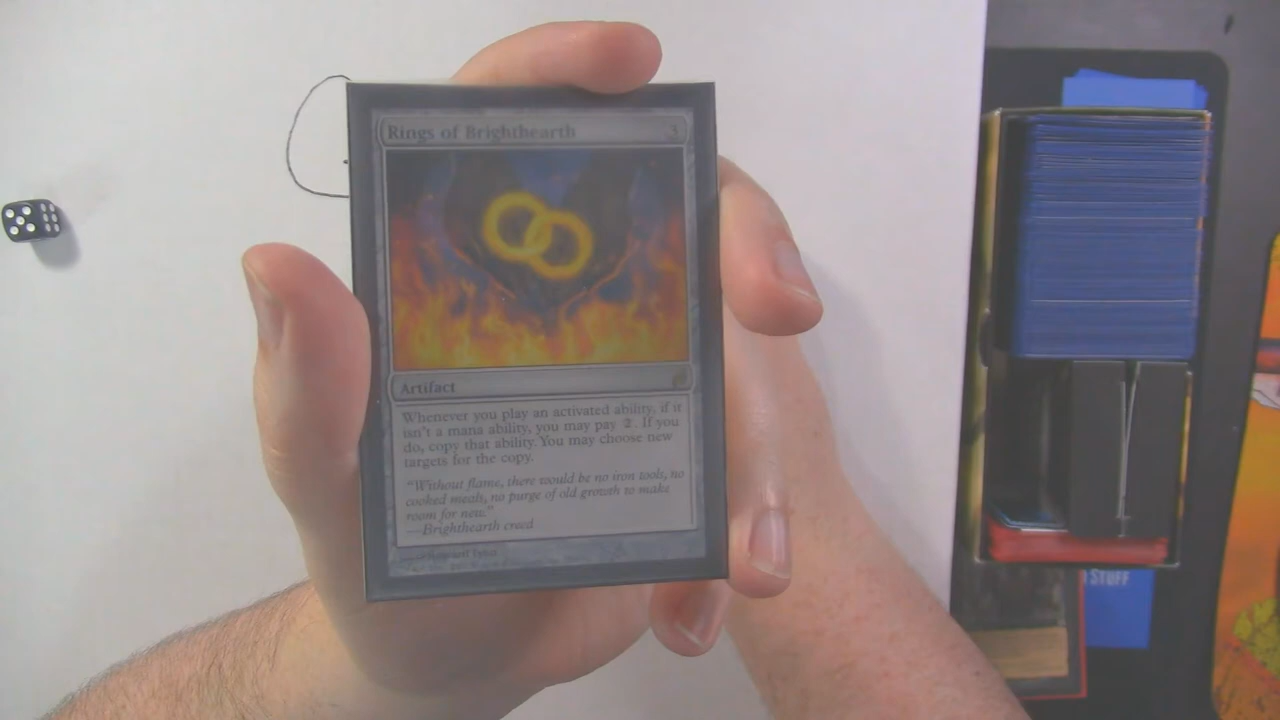 Rings of Brighthearth 3
Artifact
Whenever you play an activated ability, if it
isn't a mana ability, you may pay 2. If you
do, copy that ability. You may choose new
targets for the copy.
"Without flame, there would be no iron tools, no
cooked meals, no purge of old growth to make
room for new."
—Brighthearth creed
STUFF